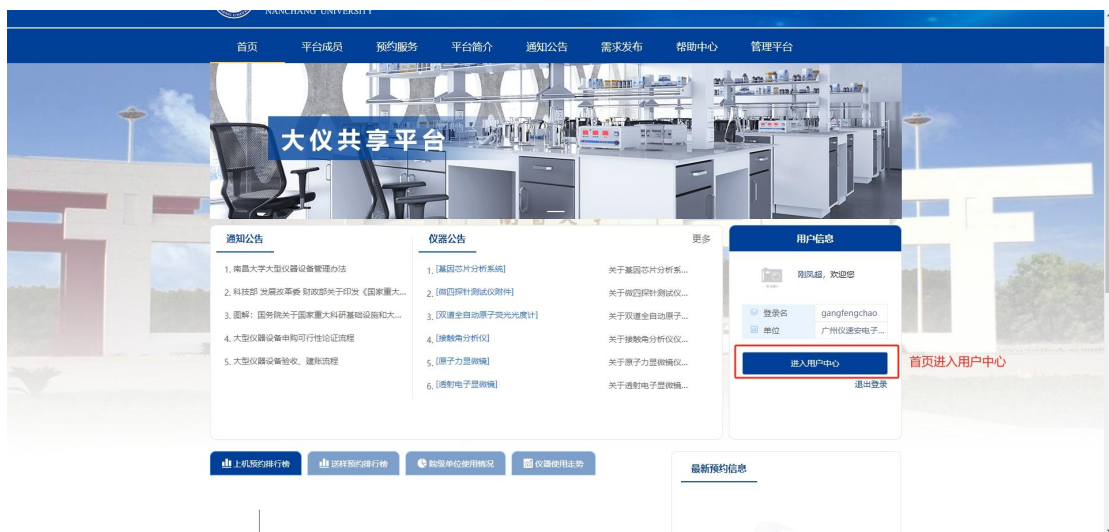 NANCHANG UNIVERSITY
首页 平台成员 预约服务 平台简介 通知公告 需求发布 帮助中心 管理平台
大仪共享平台
通知公告
1. 南昌大学大型仪器设备管理办法
2. 科技部 发展改革委 财政部关于印发《国家重大...
3. 图解：国务院关于国家重大科研基础设施和大...
4. 大型仪器设备申购可行性论证流程
5. 大型仪器设备验收、建账流程
仪器公告 更多
1. [基因芯片分析系统] 关于基因芯片分析系...
2. [微四探针测试仪附件] 关于微四探针测试仪...
3. [双道全自动原子荧光光度计] 关于双道全自动原子...
4. [接触角分析仪] 关于接触角分析仪仪...
5. [原子力显微镜] 关于原子力显微镜仪...
6. [透射电子显微镜] 关于透射电子显微镜...
用户信息
刚凤超，欢迎您
登录名 gangfengchao
单位 广州仪速安电子...
进入用户中心
首页进入用户中心
退出登录
上机预约排行榜 送样预约排行榜 院级单位使用情况 仪器使用走势
最新预约信息